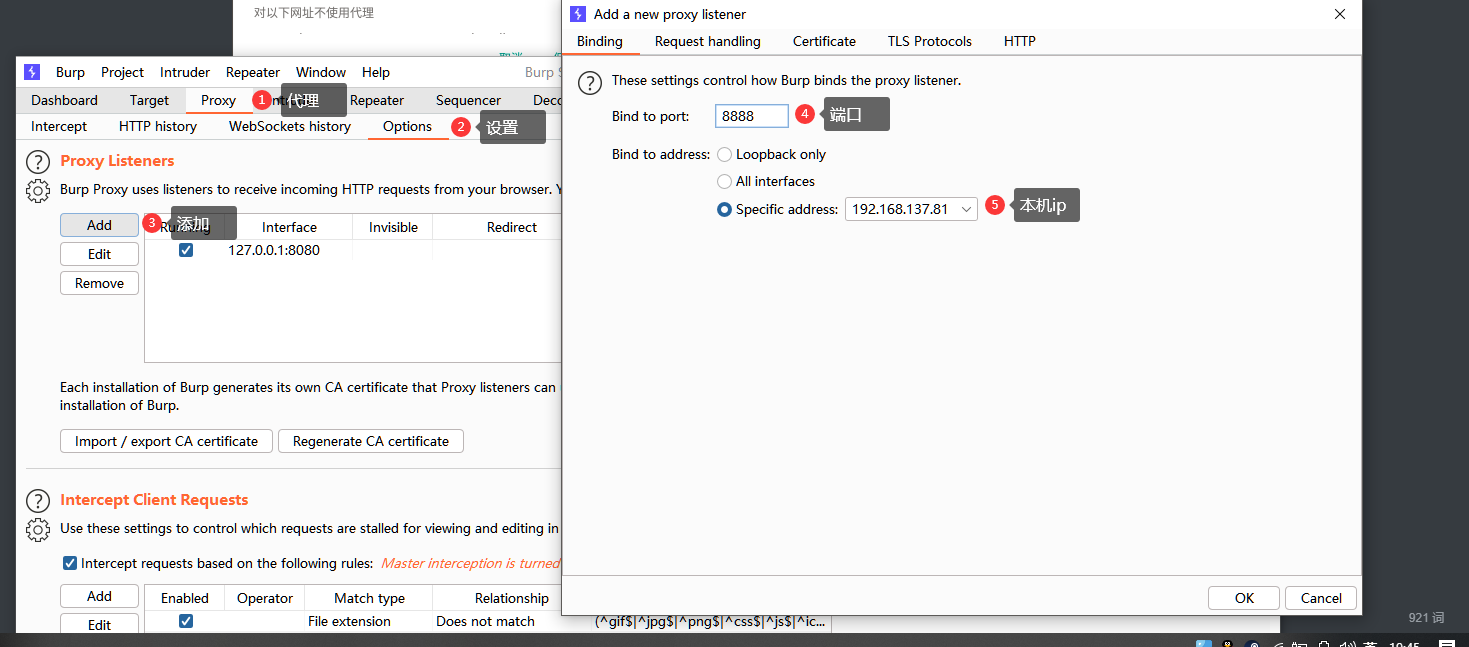 对以下网址不使用代理
Add a new proxy listener
Binding Request handling Certificate TLS Protocols HTTP
These settings control how Burp binds the proxy listener.
Bind to port: 8888 4 端口
Bind to address: Loopback only
All interfaces
Specific address: 192.168.137.81 5 本机ip
OK Cancel
Burp Project Intruder Repeater Window Help Burp
Dashboard Target Proxy 1 代理 Repeater Sequencer Deco
Intercept HTTP history WebSockets history Options 2 设置
? Proxy Listeners
Burp Proxy uses listeners to receive incoming HTTP requests from your browser.
Add 3 添加 Interface Invisible Redirect
127.0.0.1:8080
Edit
Remove
Each installation of Burp generates its own CA certificate that Proxy listeners can
installation of Burp.
Import / export CA certificate Regenerate CA certificate
? Intercept Client Requests
Use these settings to control which requests are stalled for viewing and editing in
Intercept requests based on the following rules: Master interception is turned
Add Enabled Operator Match type Relationship
Edit File extension Does not match (^gif$|^jpg$|^png$|^css$|^js$|^ic...
921 词
英 10:45